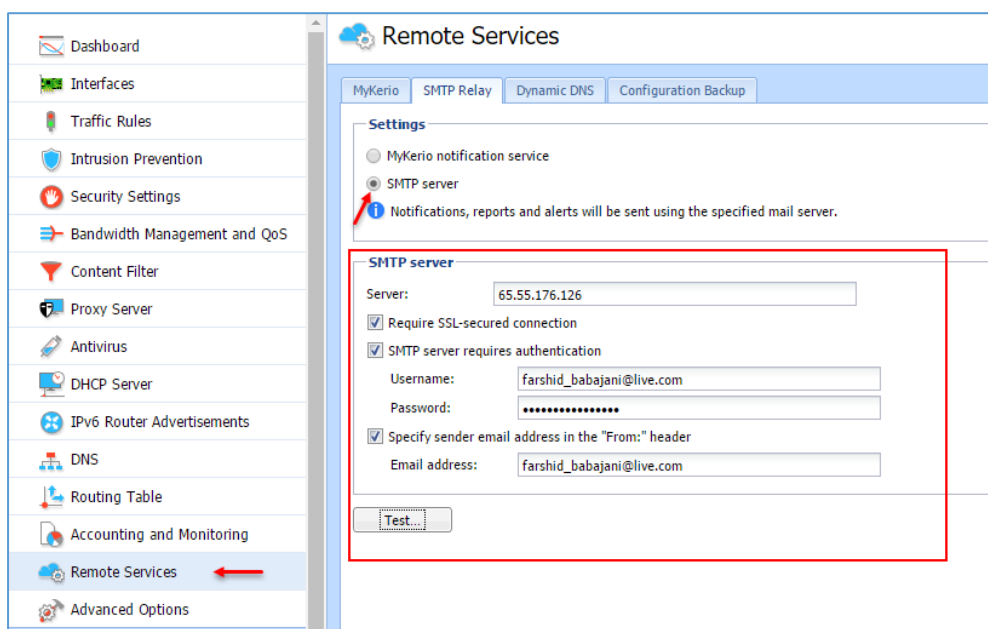 Dashboard
Interfaces
Traffic Rules
Intrusion Prevention
Security Settings
Bandwidth Management and QoS
Content Filter
Proxy Server
Antivirus
DHCP Server
IPv6 Router Advertisements
DNS
Routing Table
Accounting and Monitoring
Remote Services
Advanced Options
Remote Services
MyKerio SMTP Relay Dynamic DNS Configuration Backup
Settings
MyKerio notification service
SMTP server
Notifications, reports and alerts will be sent using the specified mail server.
SMTP server
Server: 65.55.176.126
Require SSL-secured connection
SMTP server requires authentication
Username: farshid_babajani@live.com
Password: ••••••••••••••••
Specify sender email address in the "From:" header
Email address: farshid_babajani@live.com
Test...